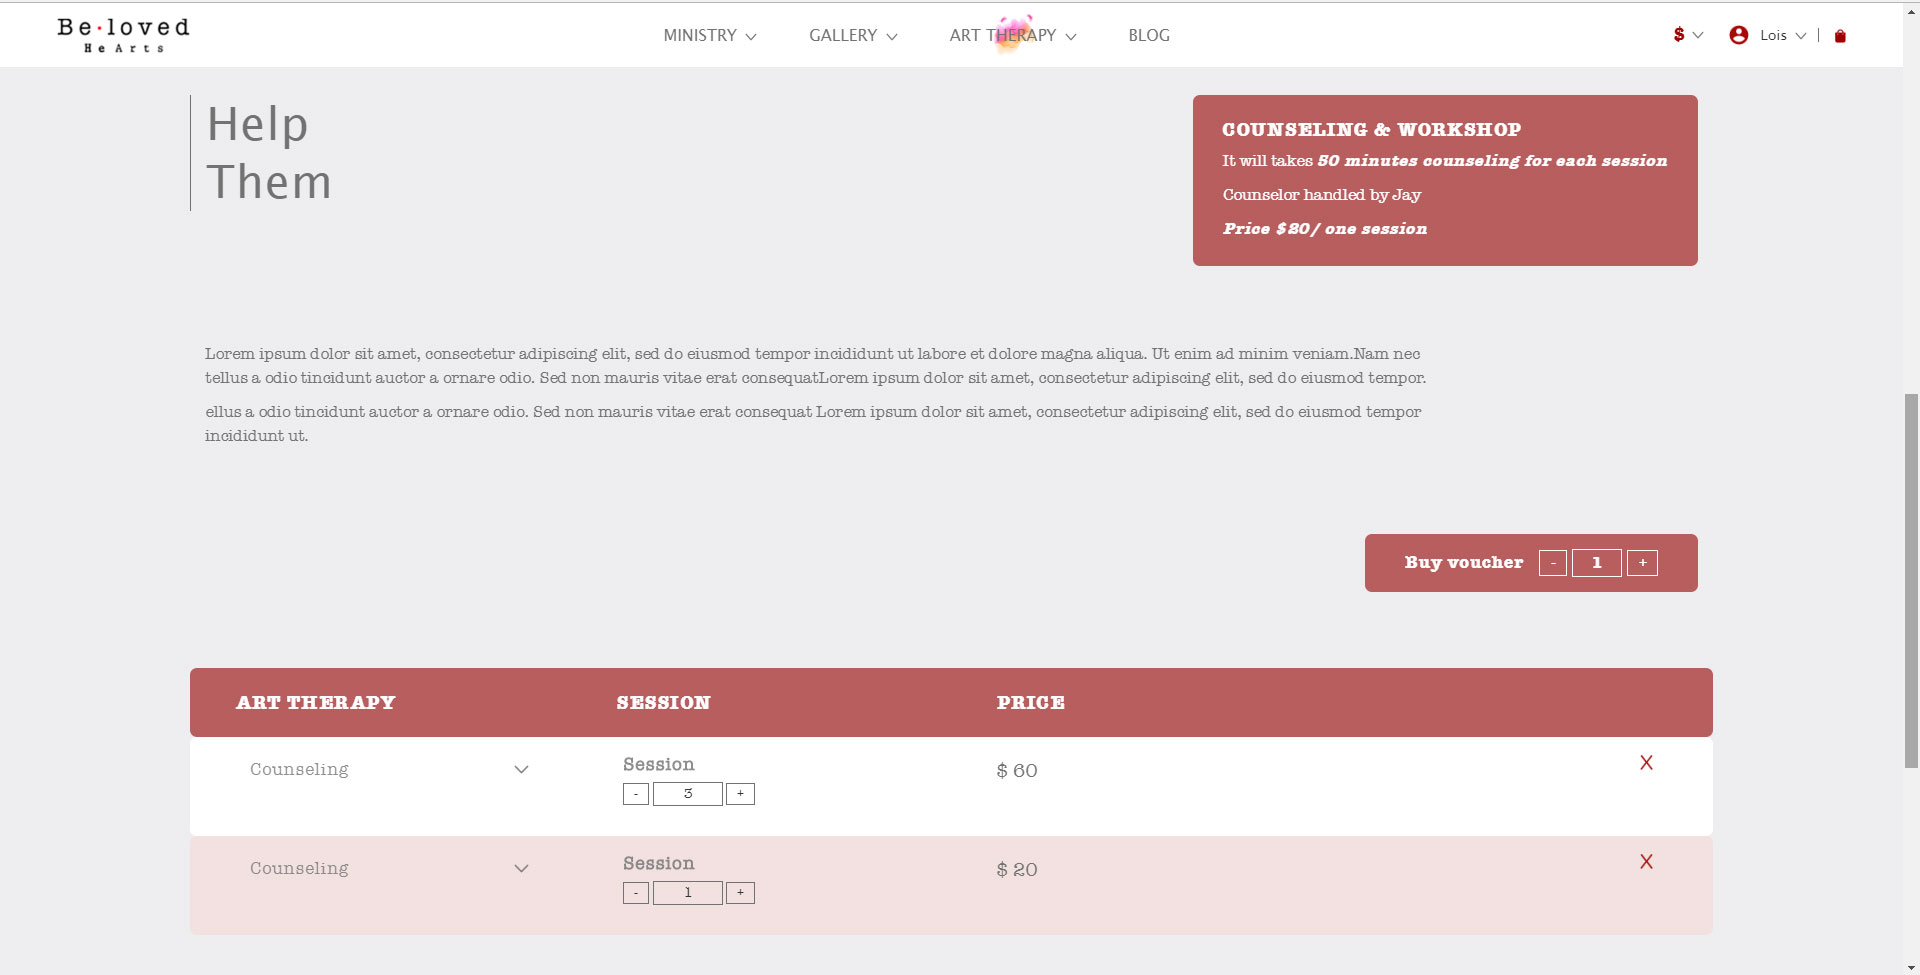 Be·loved
HeArts
MINISTRY
GALLERY
ART THERAPY
BLOG
$
Lois
Help
Them
COUNSELING & WORKSHOP
It will takes 50 minutes counseling for each session
Counselor handled by Jay
Price $20/ one session
Lorem ipsum dolor sit amet, consectetur adipiscing elit, sed do eiusmod tempor incididunt ut labore et dolore magna aliqua. Ut enim ad minim veniam.Nam nec
tellus a odio tincidunt auctor a ornare odio. Sed non mauris vitae erat consequatLorem ipsum dolor sit amet, consectetur adipiscing elit, sed do eiusmod tempor.
ellus a odio tincidunt auctor a ornare odio. Sed non mauris vitae erat consequat Lorem ipsum dolor sit amet, consectetur adipiscing elit, sed do eiusmod tempor
incididunt ut.
Buy voucher - 1 +
ART THERAPY SESSION PRICE
Counseling
Session
- 3 +
$ 60
X
Counseling
Session
- 1 +
$ 20
X